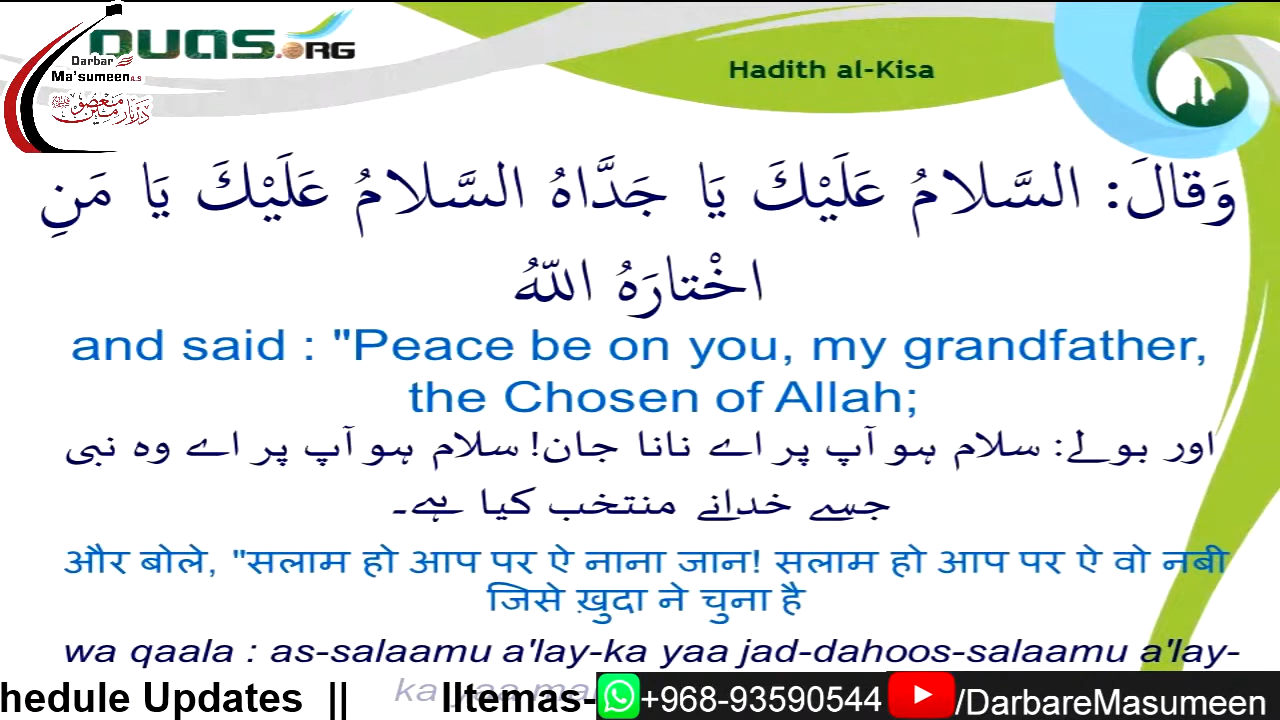 DUAS.ORG
Darbar
Ma'sumeen A.S
Hadith al-Kisa
وَقالَ: السَّلامُ عَلَيْكَ يَا جَدَّاهُ السَّلامُ عَلَيْكَ يَا مَنِ
اخْتارَهُ اللّهُ
and said : "Peace be on you, my grandfather,
the Chosen of Allah;
اور بولے: سلام ہو آپ پر اے نانا جان! سلام ہو آپ پر اے وہ نبی
جسے خدانے منتخب کیا ہے۔
और बोले, "सलाम हो आप पर ऐ नाना जान! सलाम हो आप पर ऐ वो नबी
जिसे ख़ुदा ने चुना है
wa qaala : as-salaamu a'lay-ka yaa jad-dahoos-salaamu a'lay-
ka yaa
hedule Updates || Iltemas- +968-93590544 /DarbareMasumeen